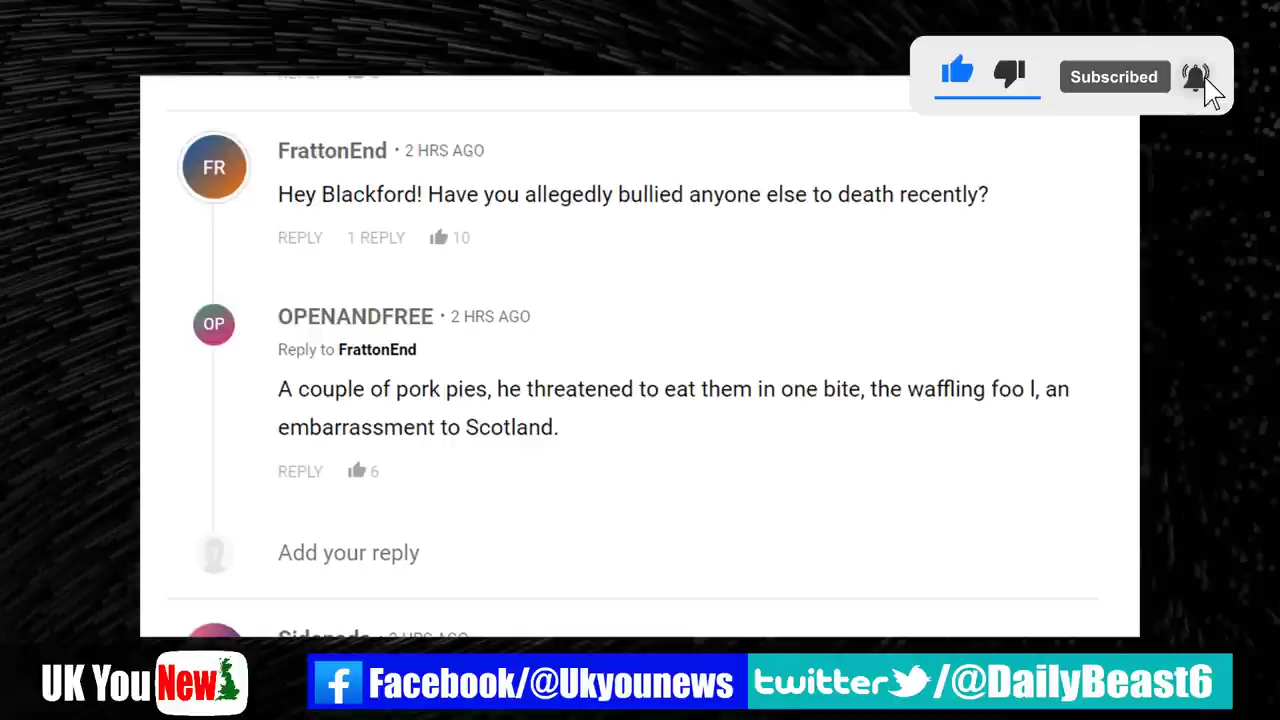 Subscribed
FR
FrattonEnd · 2 HRS AGO
Hey Blackford! Have you allegedly bullied anyone else to death recently?
REPLY 1 REPLY 10
OP
OPENANDFREE · 2 HRS AGO
Reply to FrattonEnd
A couple of pork pies, he threatened to eat them in one bite, the waffling foo l, an
embarrassment to Scotland.
REPLY 6
Add your reply
UK You New
Facebook/@Ukyounews
twitter/@DailyBeast6